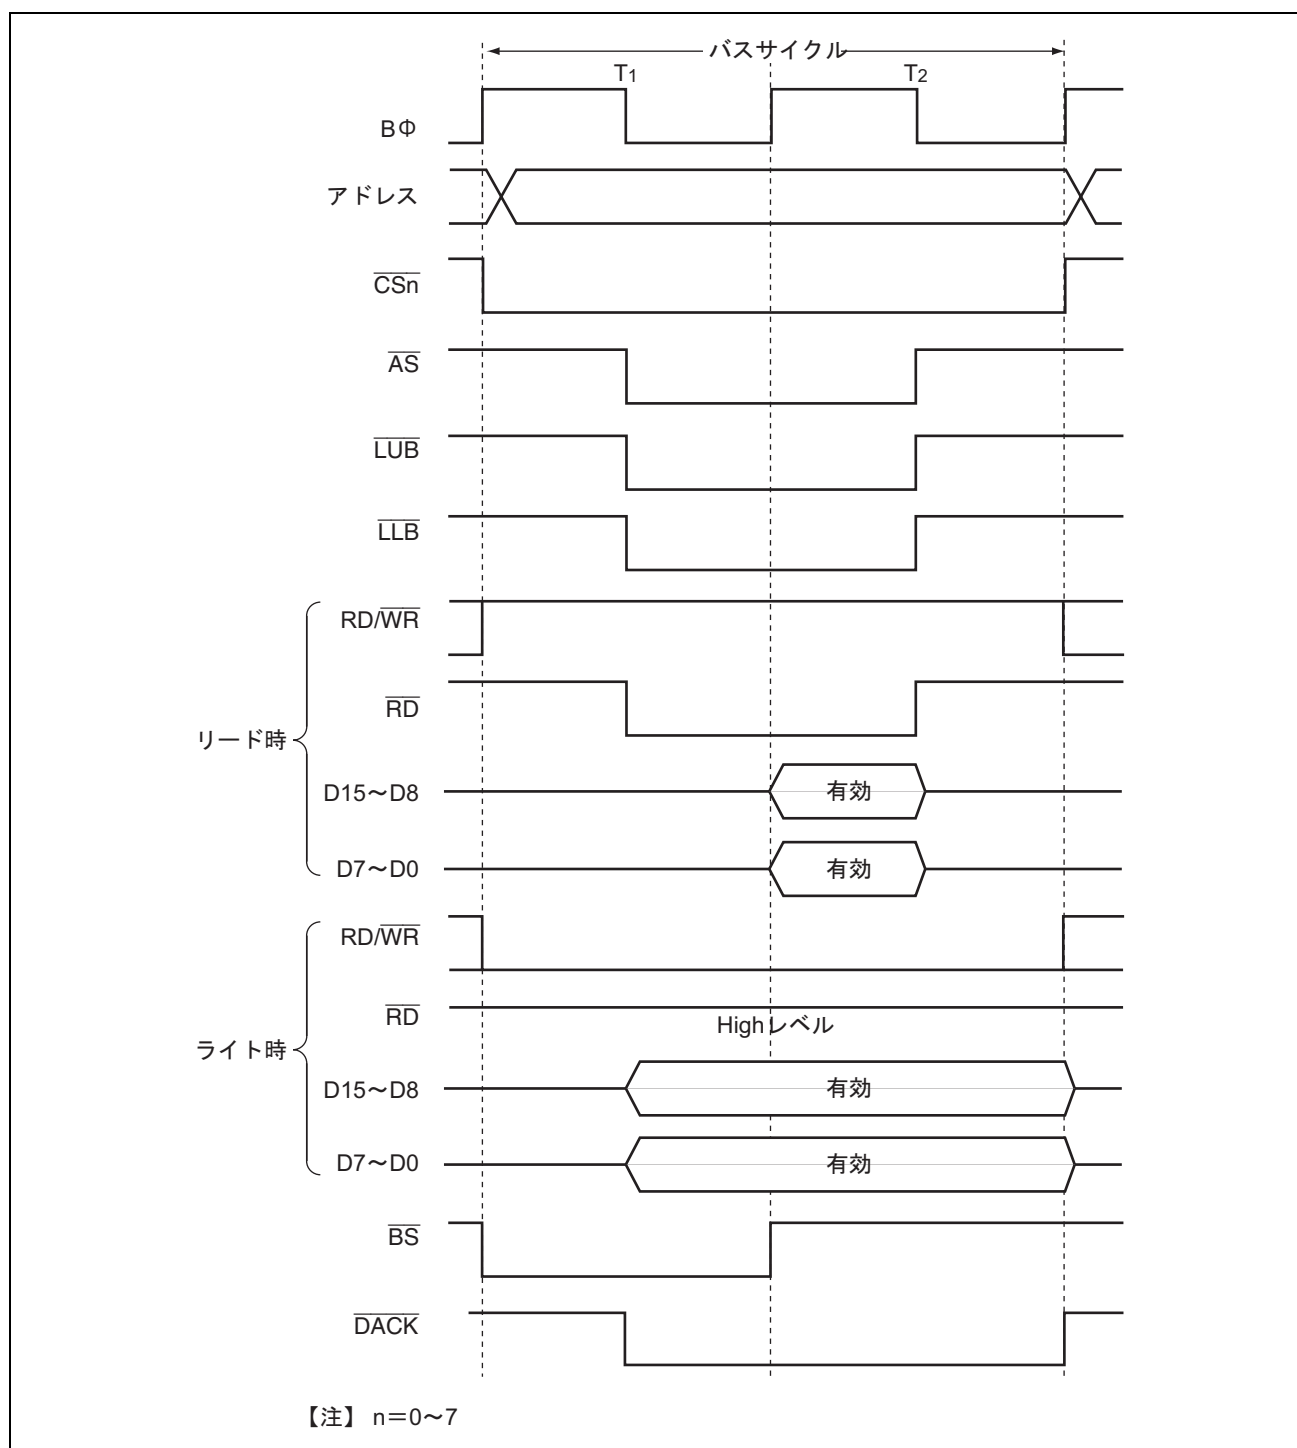 バスサイクル
T1 T2
BΦ
アドレス
CSn
AS
LUB
LLB
RD/WR
RD
リード時
D15～D8 有効
D7～D0 有効
RD/WR
RD
Highレベル
ライト時
D15～D8 有効
D7～D0 有効
BS
DACK
【注】 n＝0～7